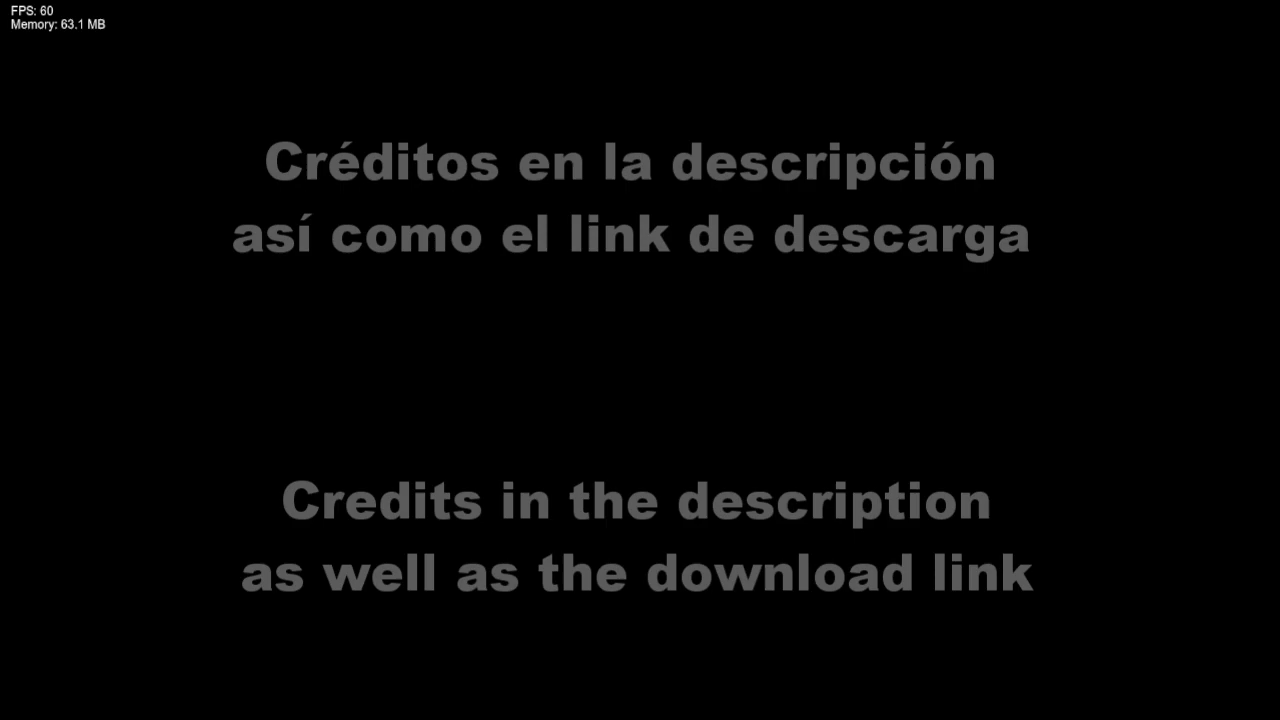 FPS: 60
Memory: 63.1 MB
Créditos en la descripción
así como el link de descarga
Credits in the description
as well as the download link